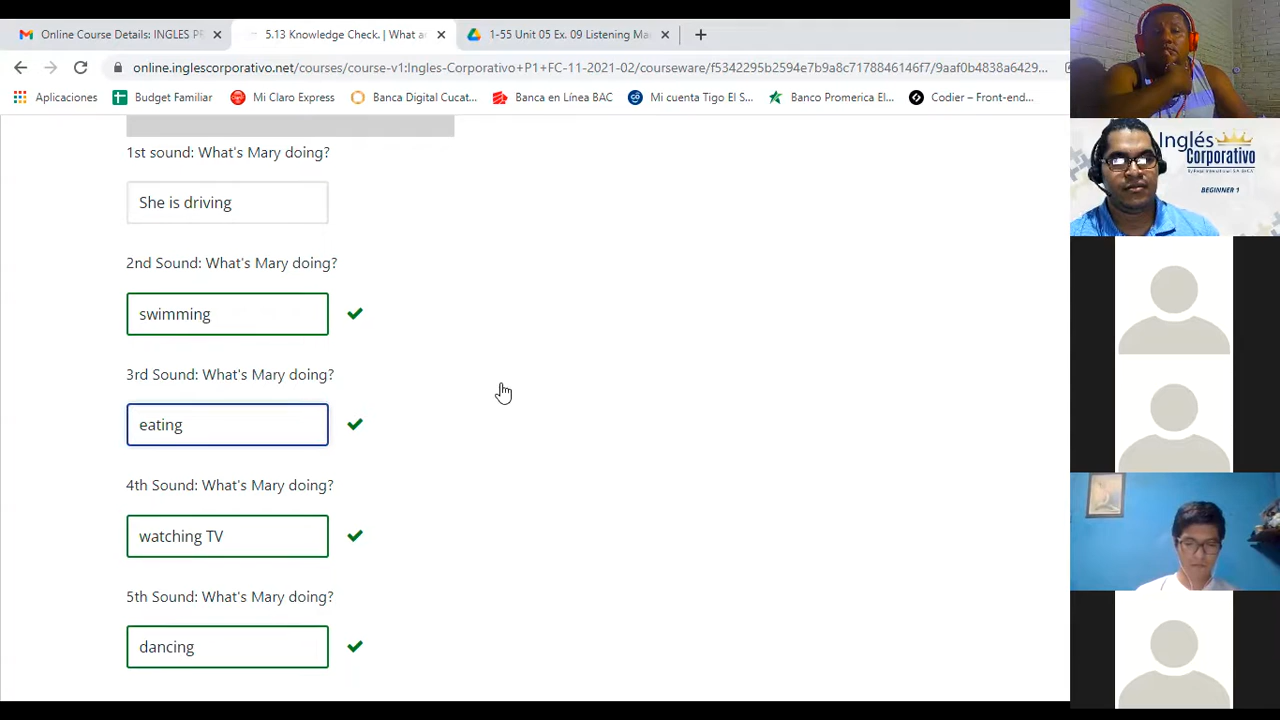 Online Course Details: INGLES PR
5.13 Knowledge Check. | What ar
1-55 Unit 05 Ex. 09 Listening Ma
online.inglescorporativo.net/courses/course-v1:Ingles-Corporativo+P1+FC-11-2021-02/courseware/f5342295b2594e7b9a8c7178846146f7/9aaf0b4838a6429...
Aplicaciones
Budget Familiar
Mi Claro Express
Banca Digital Cucat...
Banca en Línea BAC
Mi cuenta Tigo El S...
Banco Promerica El...
Codier – Front-end...
1st sound: What's Mary doing?
She is driving
2nd Sound: What's Mary doing?
swimming
3rd Sound: What's Mary doing?
eating
4th Sound: What's Mary doing?
watching TV
5th Sound: What's Mary doing?
dancing
Inglés
Corporativo
BEGINNER 1